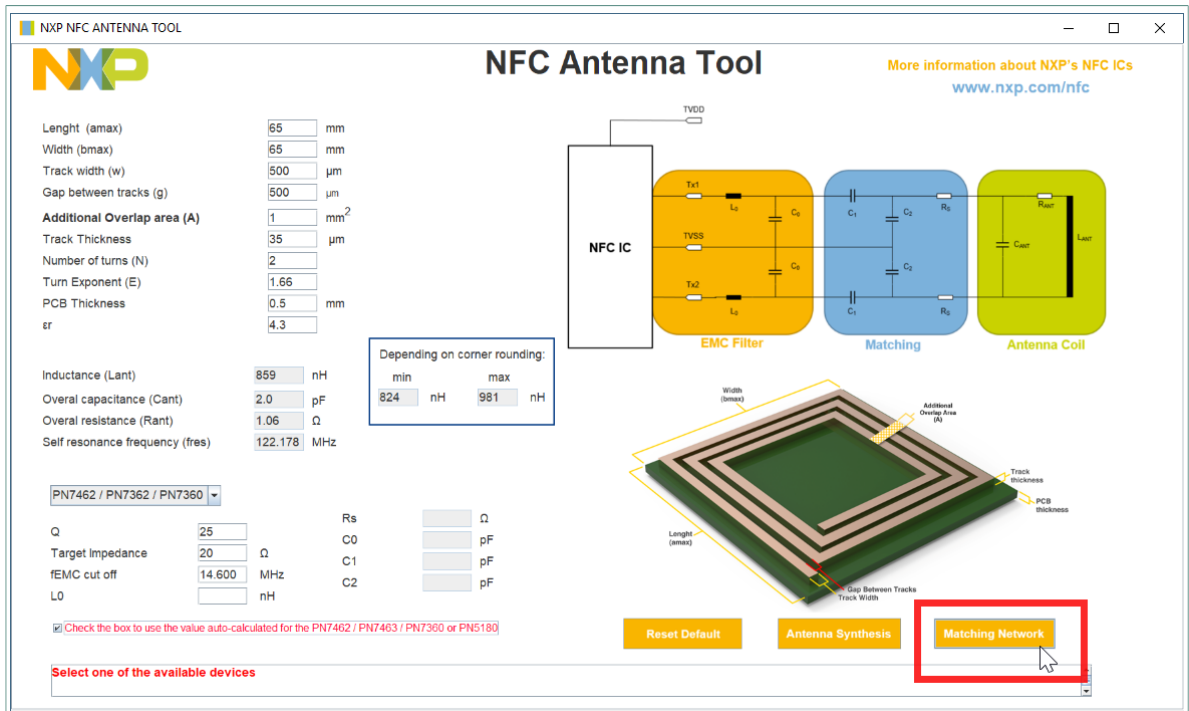 NXP NFC ANTENNA TOOL
NXP
NFC Antenna Tool
More information about NXP's NFC ICs
www.nxp.com/nfc
Lenght (amax) 65 mm
Width (bmax) 65 mm
Track width (w) 500 µm
Gap between tracks (g) 500 µm
Additional Overlap area (A) 1 mm2
Track Thickness 35 µm
Number of turns (N) 2
Turn Exponent (E) 1.66
PCB Thickness 0.5 mm
εr 4.3
Inductance (Lant) 859 nH
Overal capacitance (Cant) 2.0 pF
Overal resistance (Rant) 1.06 Ω
Self resonance frequency (fres) 122.178 MHz
Depending on corner rounding:
min max
824 nH 981 nH
TVDD
NFC IC
Tx1
L0
C0
TVSS
C0
Tx2
L0
EMC Filter
C1
C2
RS
C2
C1
RS
Matching
RANT
CANT
LANT
Antenna Coil
Width
(bmax)
Additional
Overlap Area
(A)
Track
thickness
PCB
thickness
Lenght
(amax)
Gap Between Tracks
Track Width
PN7462 / PN7362 / PN7360
Q 25
Target Impedance 20 Ω
fEMC cut off 14.600 MHz
L0 nH
Rs Ω
C0 pF
C1 pF
C2 pF
Check the box to use the value auto-calculated for the PN7462 / PN7463 / PN7360 or PN5180
Reset Default
Antenna Synthesis
Matching Network
Select one of the available devices